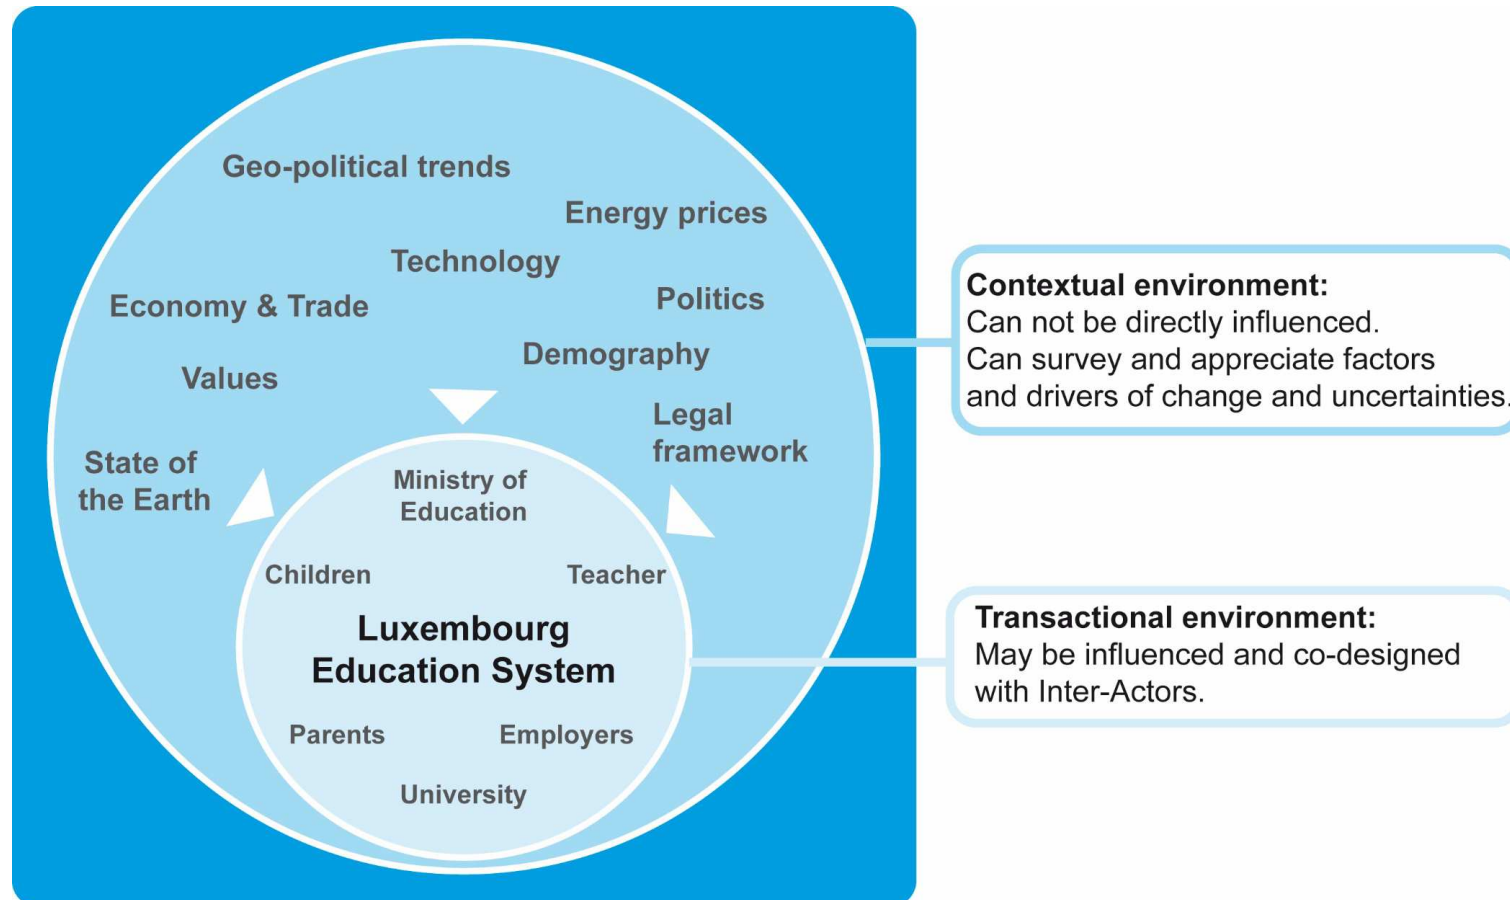 Geo-political trends
Energy prices
Technology
Economy & Trade
Politics
Demography
Values
Legal
framework
State of
the Earth
Ministry of
Education
Children
Teacher
Luxembourg
Education System
Parents
Employers
University
Contextual environment:
Can not be directly influenced.
Can survey and appreciate factors
and drivers of change and uncertainties.
Transactional environment:
May be influenced and co-designed
with Inter-Actors.